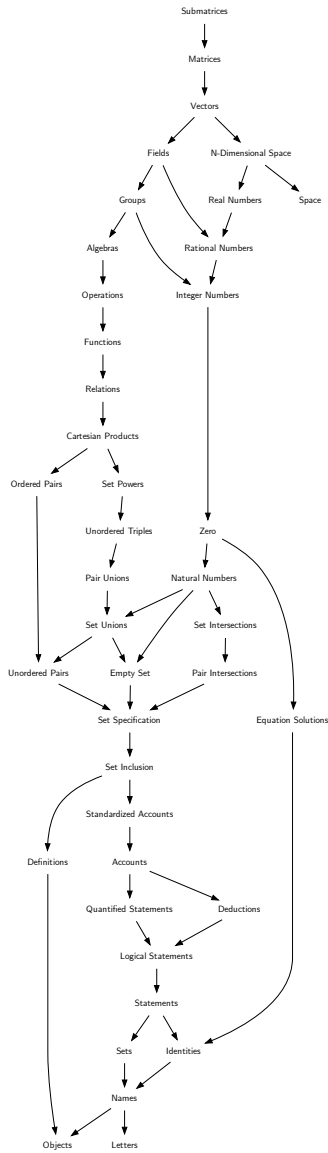 Submatrices
Matrices
Vectors
Fields
N-Dimensional Space
Groups
Real Numbers
Space
Algebras
Rational Numbers
Operations
Integer Numbers
Functions
Relations
Cartesian Products
Ordered Pairs
Set Powers
Unordered Triples
Zero
Pair Unions
Natural Numbers
Set Unions
Set Intersections
Unordered Pairs
Empty Set
Pair Intersections
Set Specification
Equation Solutions
Set Inclusion
Standardized Accounts
Definitions
Accounts
Quantified Statements
Deductions
Logical Statements
Statements
Sets
Identities
Names
Objects
Letters